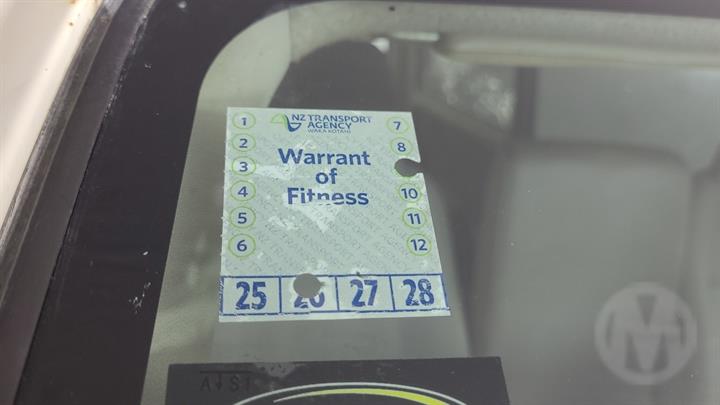 NZ TRANSPORT
AGENCY
WAKA KOTAHI
Warrant
of
Fitness
1
2
3
4
5
6
7
8
10
11
12
25 26 27 28